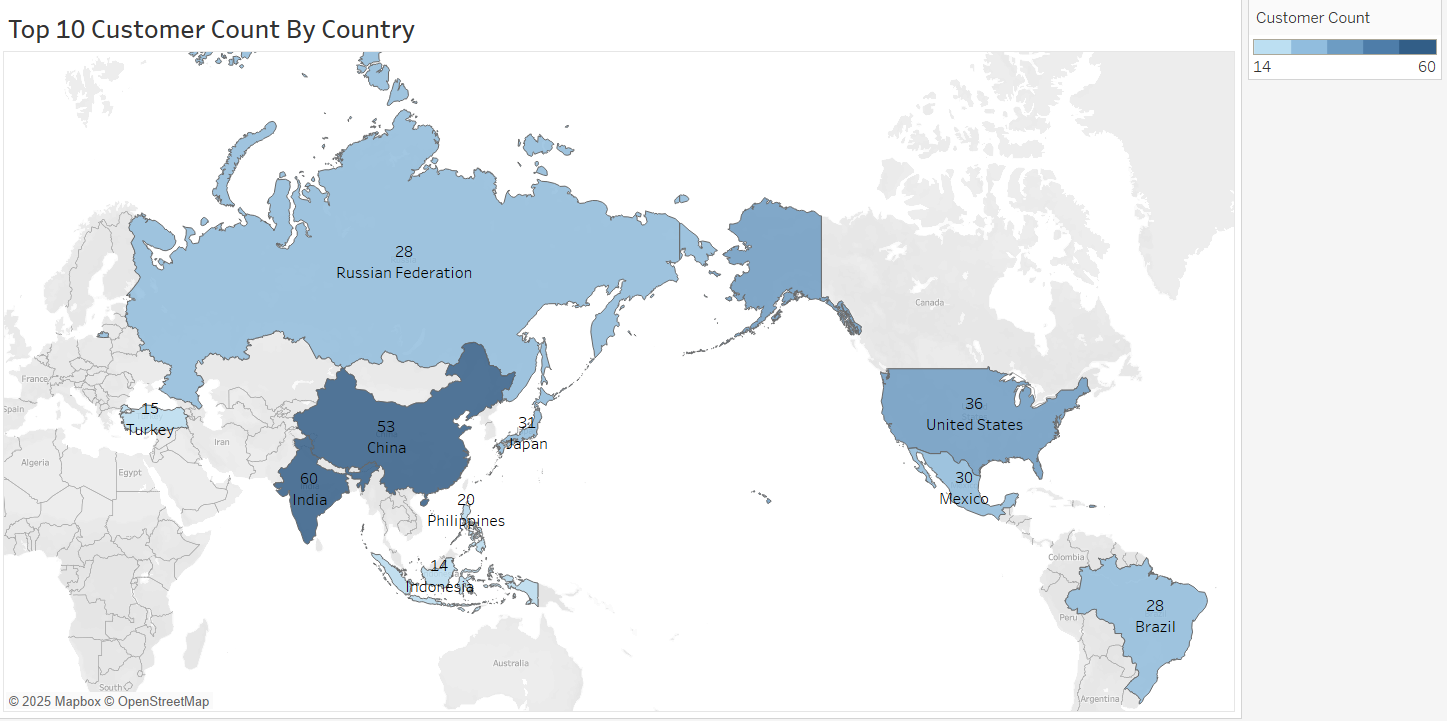 Top 10 Customer Count By Country
Customer Count
14
60
28
Russian Federation
Canada
France
Spain
15
Turkey
53
China
31
Japan
36
United States
Iran
Algeria
Egypt
60
India
30
Mexico
20
Philippines
14
Indonesia
Colombia
28
Brazil
Peru
Australia
South
Argentina
© 2025 Mapbox © OpenStreetMap